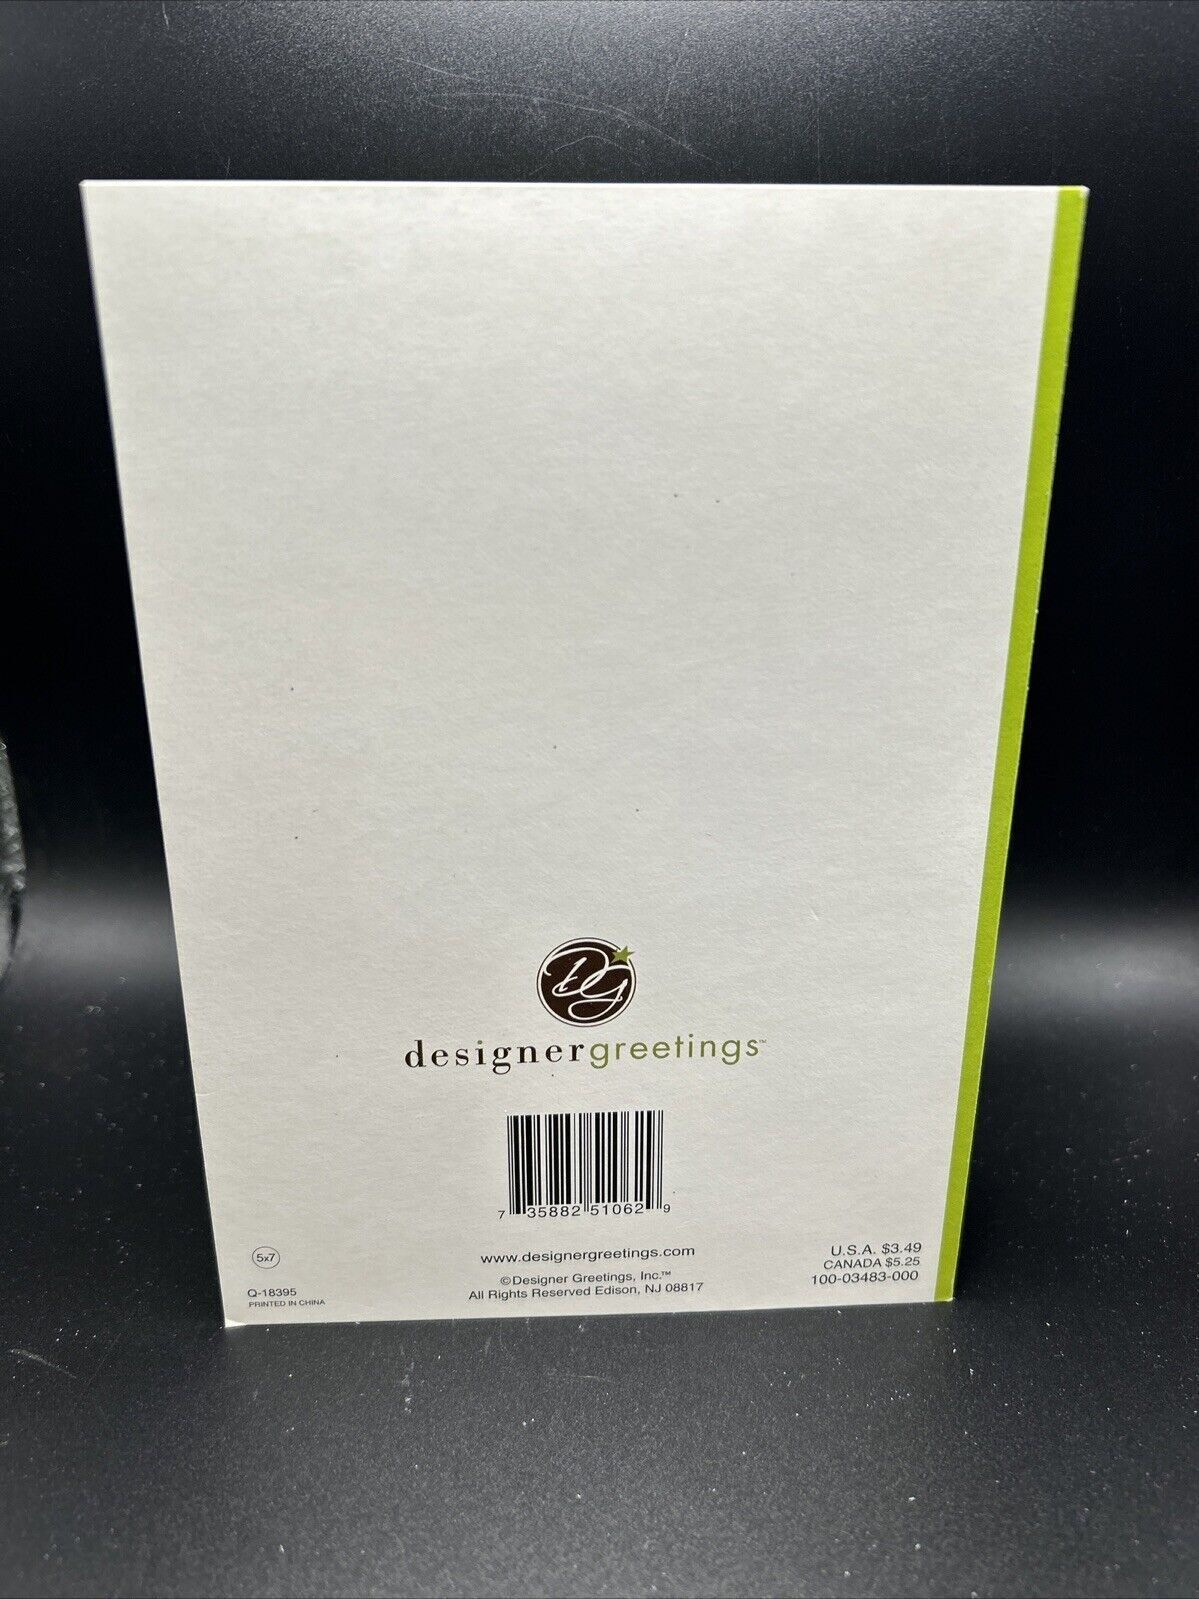 DG
designergreetings™
7 35882 51062 9
5x7
Q-18395
PRINTED IN CHINA
www.designergreetings.com
©Designer Greetings, Inc.™
All Rights Reserved Edison, NJ 08817
U.S.A. $3.49
CANADA $5.25
100-03483-000